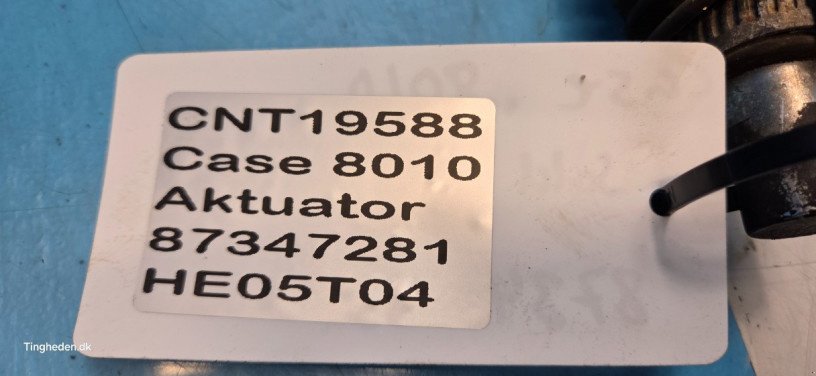 CNT19588
Case 8010
Aktuator
87347281
HE05T04
Tingheden.dk